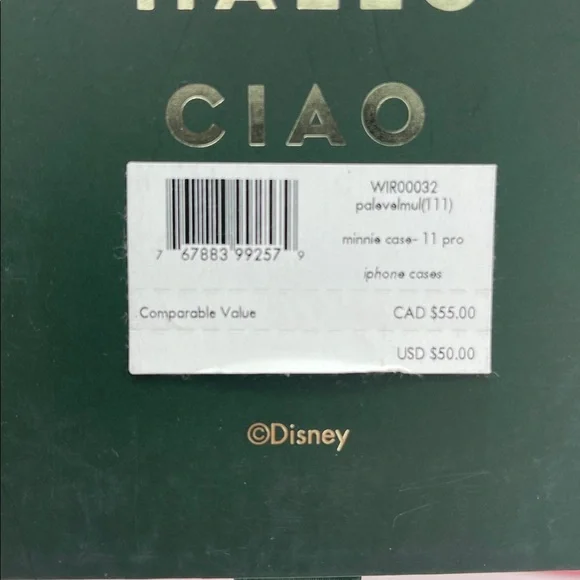 HALLO
CIAO
WIR00032
palevelmul(111)
7 67883 99257 9
minnie case- 11 pro
iphone cases
Comparable Value CAD $55.00
USD $50.00
©Disney